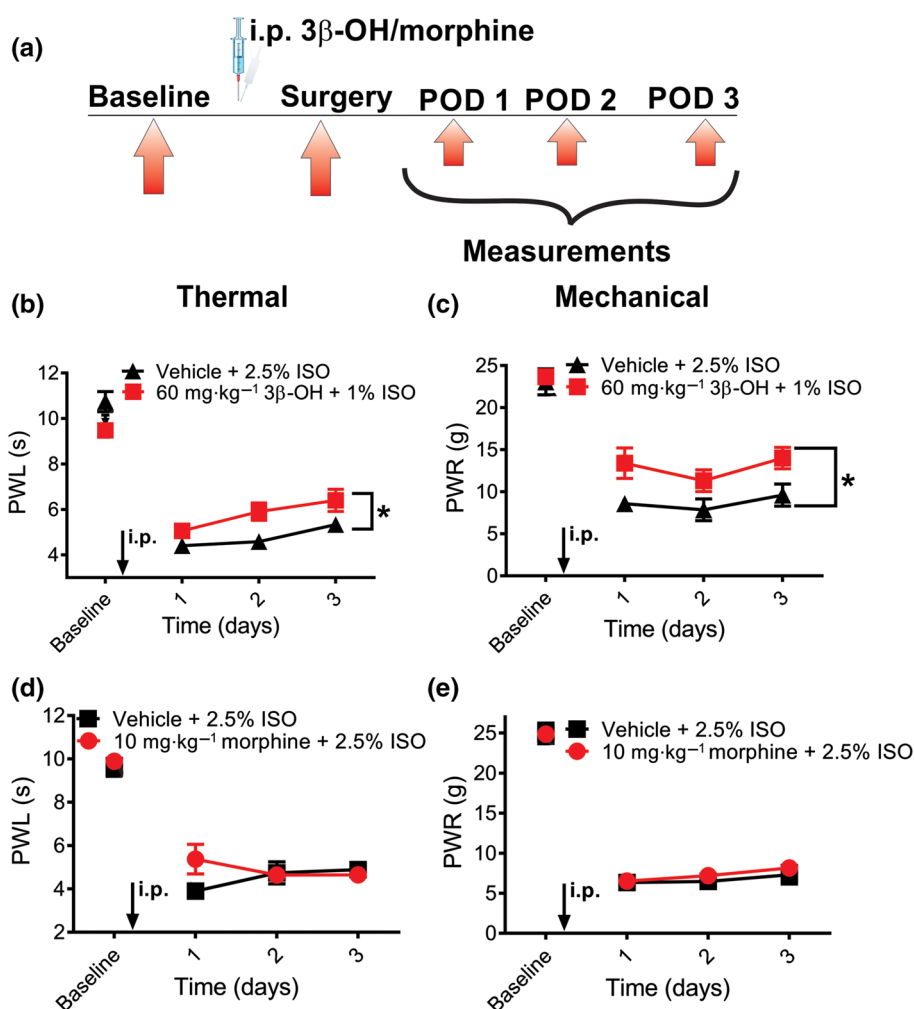 (a)
i.p. 3β-OH/morphine
Baseline
Surgery
POD 1
POD 2
POD 3
Measurements
(b)
Thermal
Vehicle + 2.5% ISO
60 mg·kg⁻¹ 3β-OH + 1% ISO
PWL (s)
12
10
8
6
4
i.p.
*
Baseline
1
2
3
Time (days)
(c)
Mechanical
Vehicle + 2.5% ISO
60 mg·kg⁻¹ 3β-OH + 1% ISO
PWR (g)
25
20
15
10
5
0
i.p.
*
Baseline
1
2
3
Time (days)
(d)
Vehicle + 2.5% ISO
10 mg·kg⁻¹ morphine + 2.5% ISO
PWL (s)
12
10
8
6
4
2
i.p.
Baseline
1
2
3
Time (days)
(e)
Vehicle + 2.5% ISO
10 mg·kg⁻¹ morphine + 2.5% ISO
PWR (g)
25
20
15
10
5
0
i.p.
Baseline
1
2
3
Time (days)